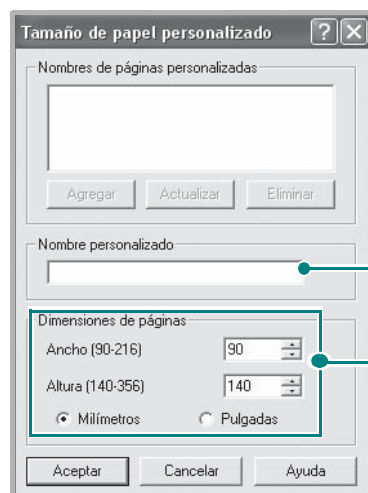 Tamaño de papel personalizado
Nombres de páginas personalizadas
Agregar Actualizar Eliminar
Nombre personalizado
Dimensiones de páginas
Ancho (90-216) 90
Altura (140-356) 140
Milímetros Pulgadas
Aceptar Cancelar Ayuda